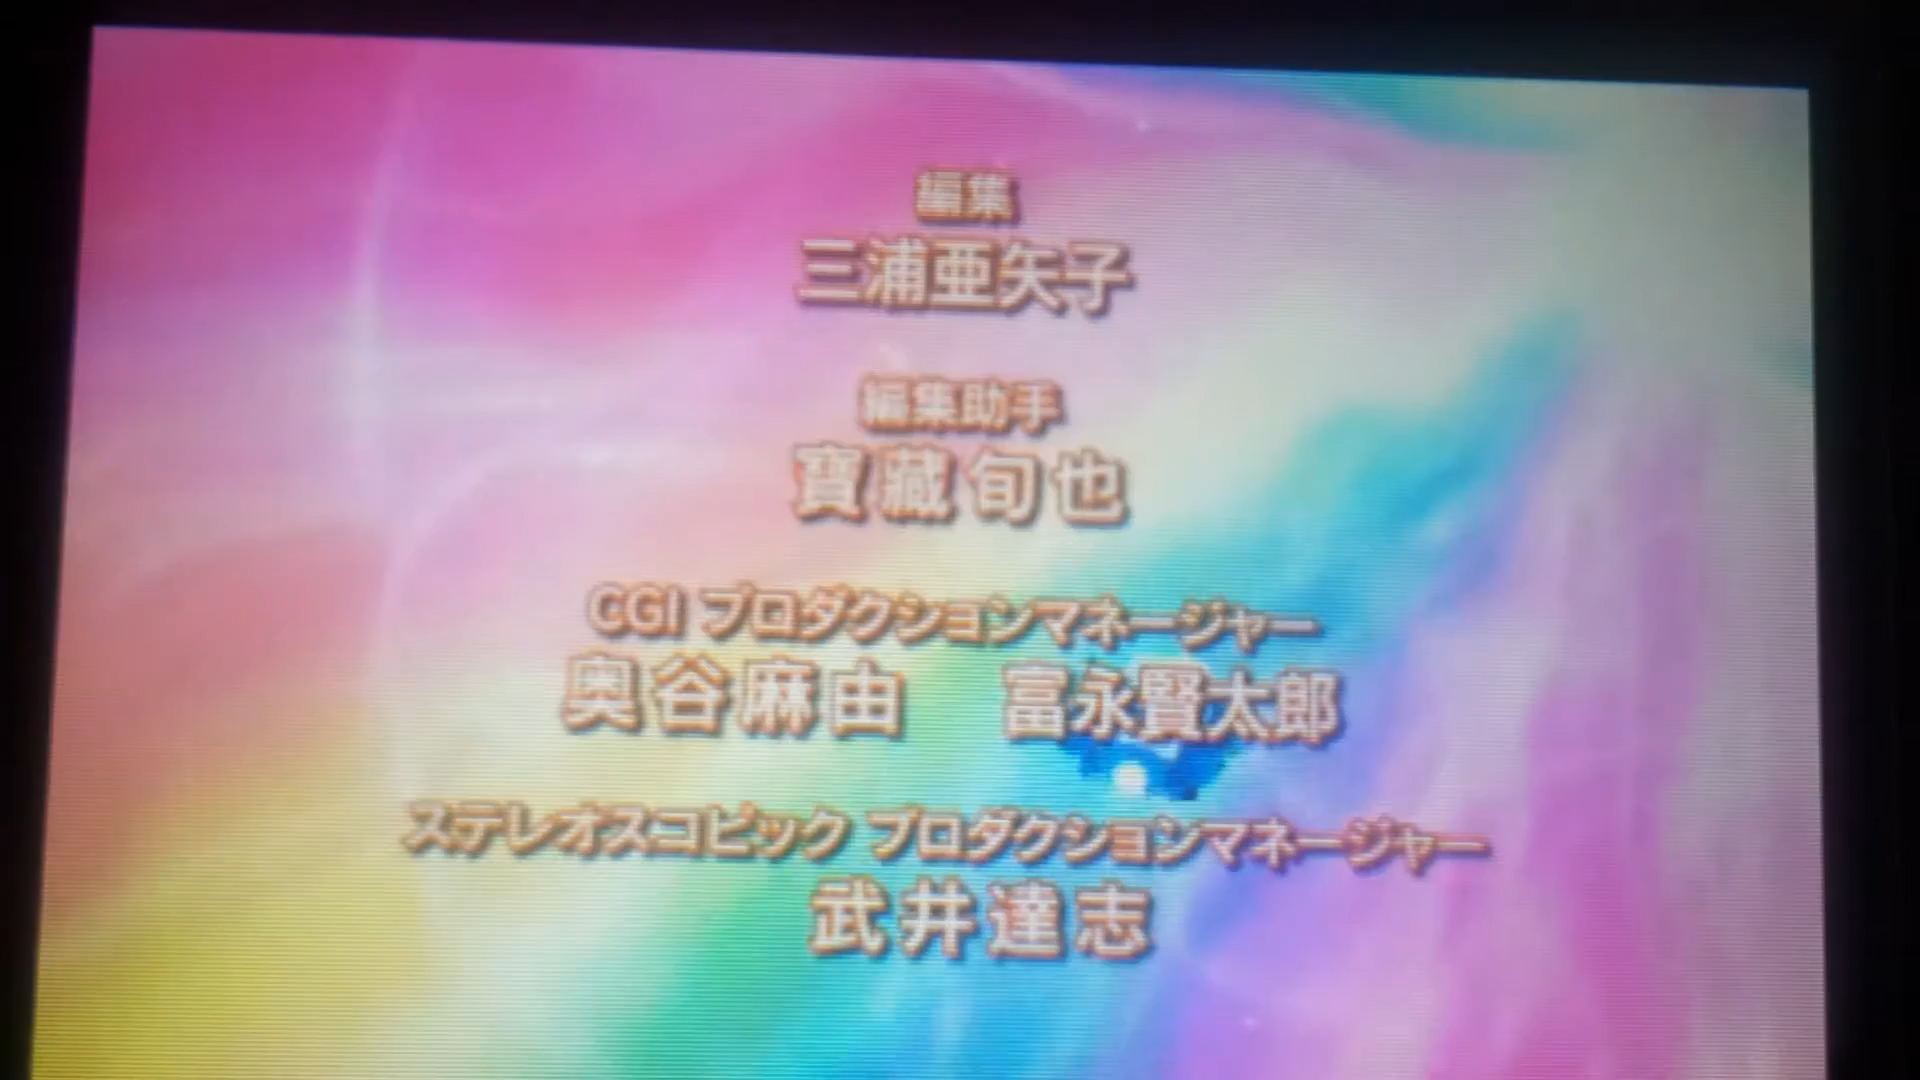 編集
三浦亜矢子
編集助手
寶藏旬也
CGI プロダクションマネージャー
奥谷麻由　富永賢太郎
ステレオスコピック プロダクションマネージャー
武井達志